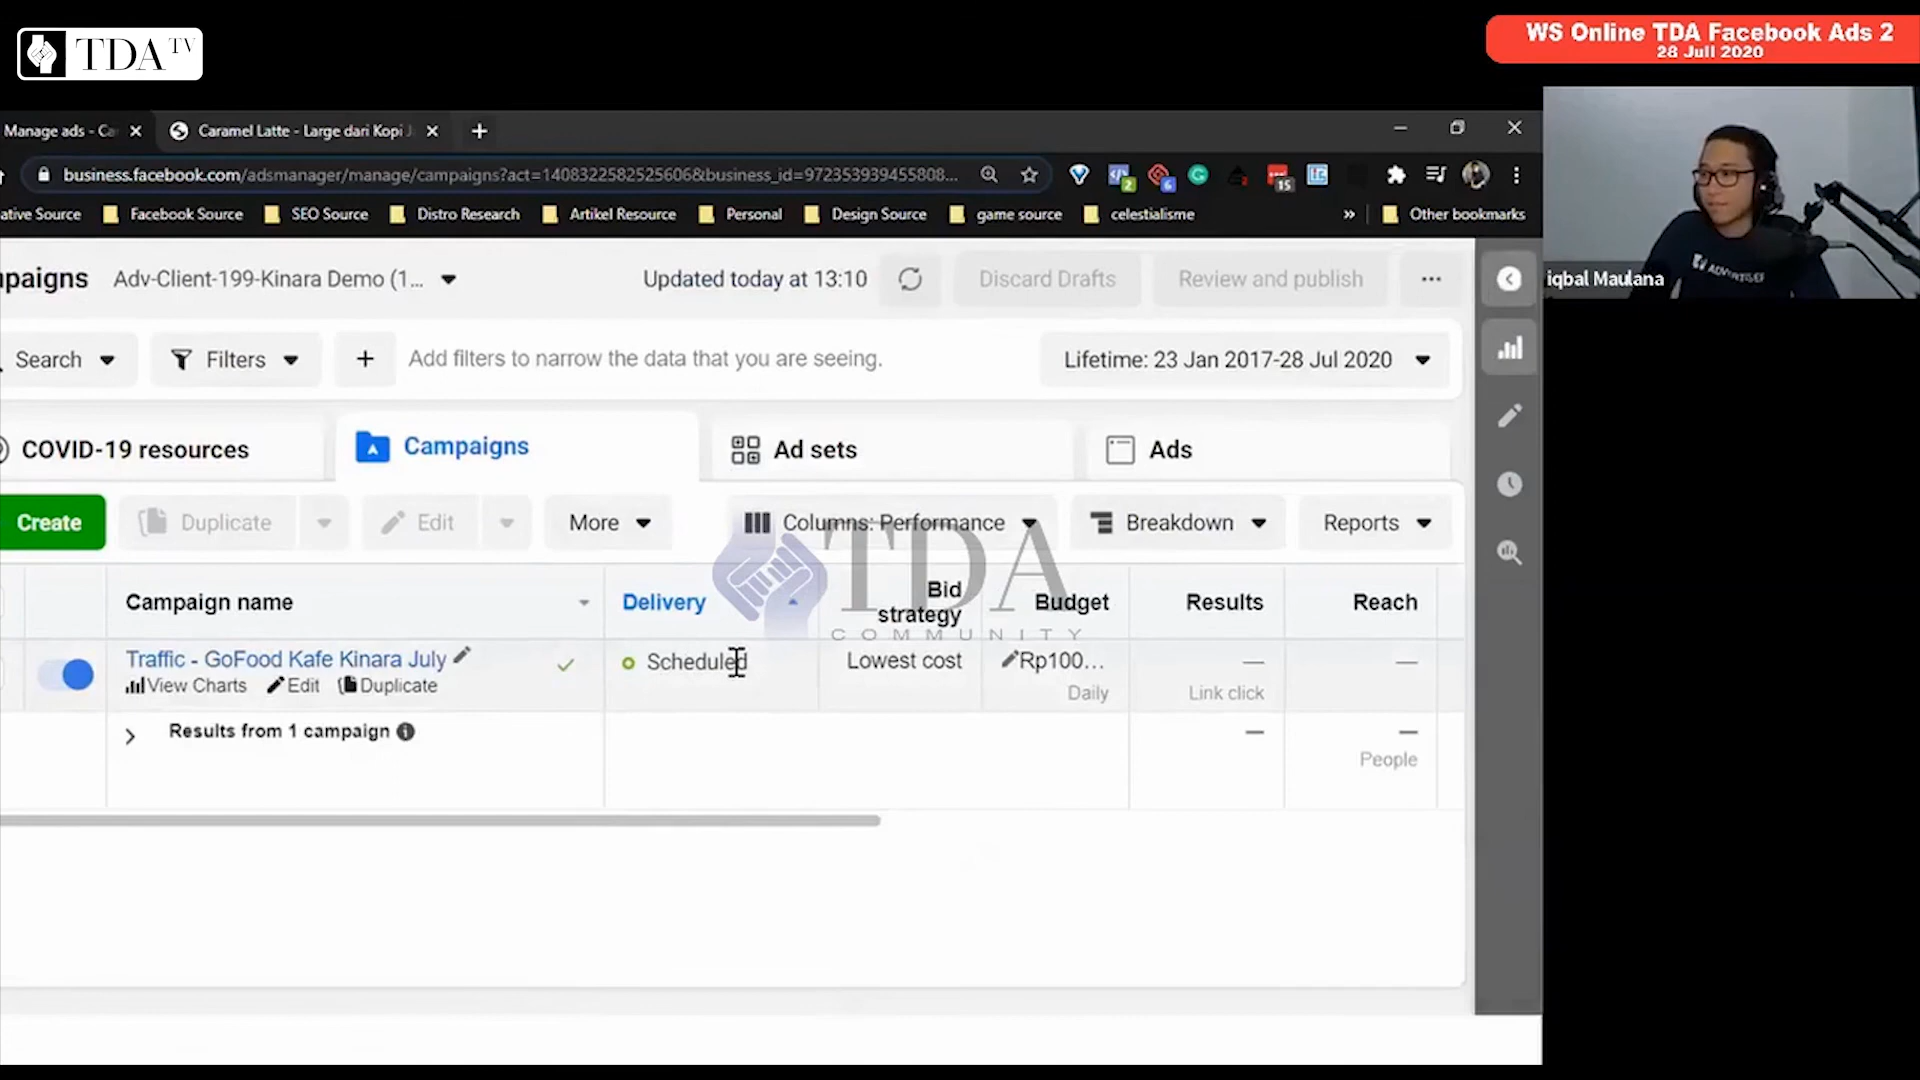 TDA TV
WS Online TDA Facebook Ads 2
28 Juli 2020
Manage ads - Ca
Caramel Latte - Large dari Kopi J
business.facebook.com/adsmanager/manage/campaigns?act=1408322582525606&business_id=972353939455808...
2
6
15
ative Source
Facebook Source
SEO Source
Distro Research
Artikel Resource
Personal
Design Source
game source
celestialisme
Other bookmarks
mpaigns
Adv-Client-199-Kinara Demo (1...
Updated today at 13:10
Discard Drafts
Review and publish
iqbal Maulana
Search
Filters
Add filters to narrow the data that you are seeing.
Lifetime: 23 Jan 2017-28 Jul 2020
COVID-19 resources
Campaigns
Ad sets
Ads
Create
Duplicate
Edit
More
Columns: Performance
Breakdown
Reports
TDA
COMMUNITY
Campaign name
Delivery
Bid strategy
Budget
Results
Reach
Traffic - GoFood Kafe Kinara July
View Charts Edit Duplicate
Scheduled
Lowest cost
Rp100...
Daily
—
Link click
—
Results from 1 campaign
—
—
People